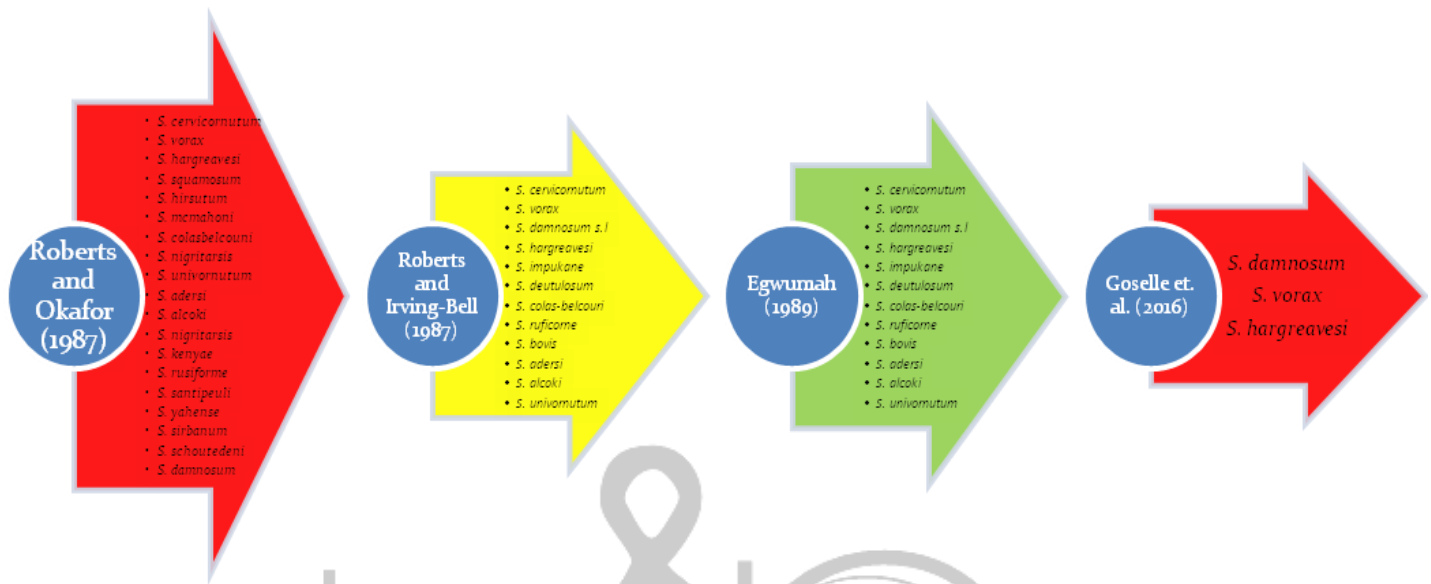 Roberts
and
Okafor
(1987)
• S. cervicornutum
• S. vorax
• S. hargreavesi
• S. squamosum
• S. hirsutum
• S. mcmahoni
• S. colasbelcouni
• S. nigritarsis
• S. univornutum
• S. adersi
• S. alcoki
• S. nigritarsis
• S. kenyae
• S. rusiforme
• S. santipeuli
• S. yahense
• S. sirbanum
• S. schoutedeni
• S. damnosum
Roberts
and
Irving-Bell
(1987)
• S. cervicornutum
• S. vorax
• S. damnosum s.l
• S. hargreavesi
• S. impukane
• S. deutulosum
• S. colas-belcouri
• S. ruficorne
• S. bovis
• S. adersi
• S. alcoki
• S. univornutum
Egwumah
(1989)
• S. cervicornutum
• S. vorax
• S. damnosum s.l
• S. hargreavesi
• S. impukane
• S. deutulosum
• S. colas-belcouri
• S. ruficorne
• S. bovis
• S. adersi
• S. alcoki
• S. univornutum
Goselle et.
al. (2016)
S. damnosum
S. vorax
S. hargreavesi